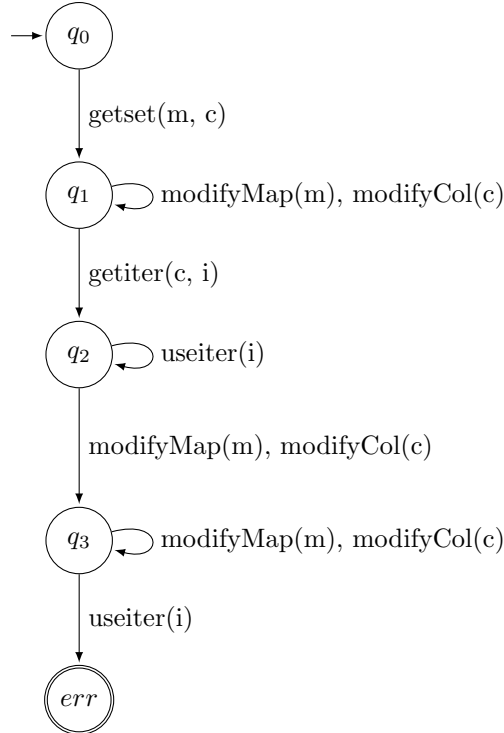 q0
getset(m, c)
q1
modifyMap(m), modifyCol(c)
getiter(c, i)
q2
useiter(i)
modifyMap(m), modifyCol(c)
q3
modifyMap(m), modifyCol(c)
useiter(i)
err